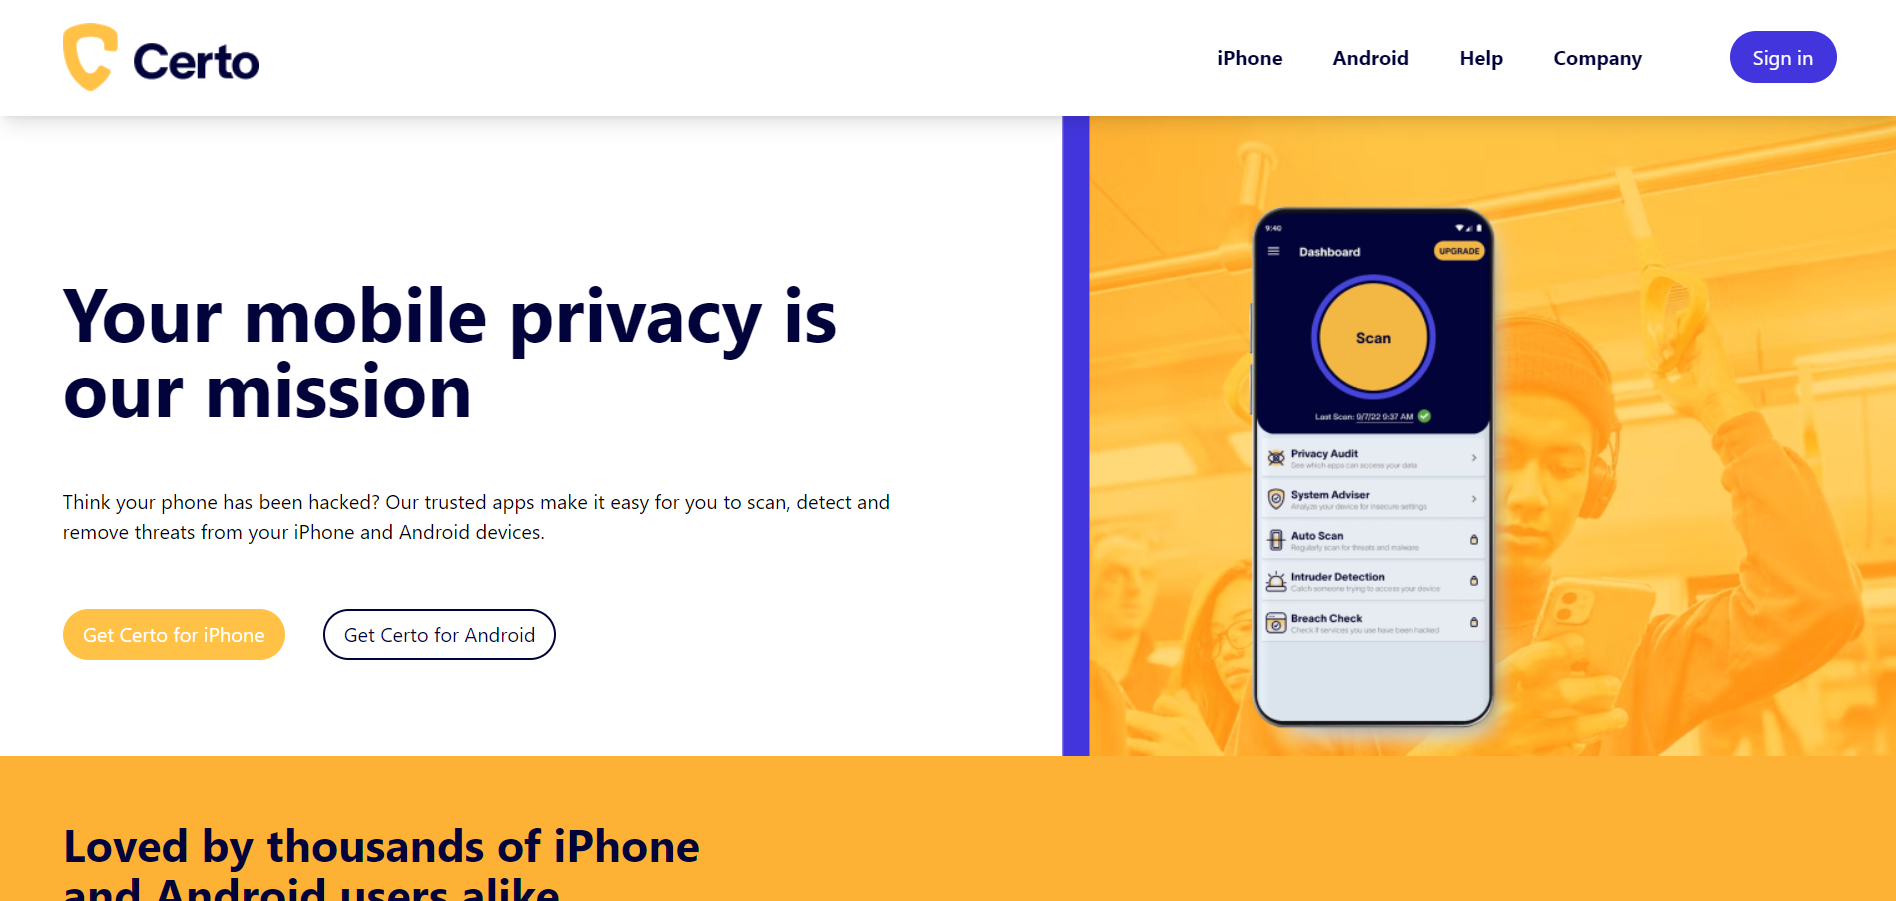 Certo
iPhone
Android
Help
Company
Sign in
Your mobile privacy is
our mission
Think your phone has been hacked? Our trusted apps make it easy for you to scan, detect and
remove threats from your iPhone and Android devices.
Get Certo for iPhone
Get Certo for Android
9:40
Dashboard
UPGRADE
Scan
Last Scan: 9/7/22 9:37 AM
Privacy Audit
See which apps can access your data
System Adviser
Analyze your device for insecure settings
Auto Scan
Regularly scan for threats and malware
Intruder Detection
Catch someone trying to access your device
Breach Check
Check if services you use have been hacked
Loved by thousands of iPhone
and Android users alike